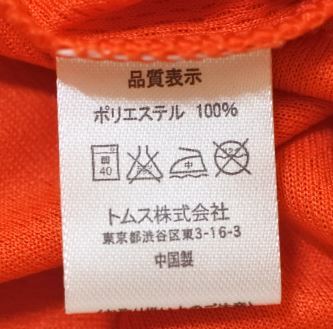 品質表示
ポリエステル 100%
40
中
トムス株式会社
東京都渋谷区東3-16-3
中国製